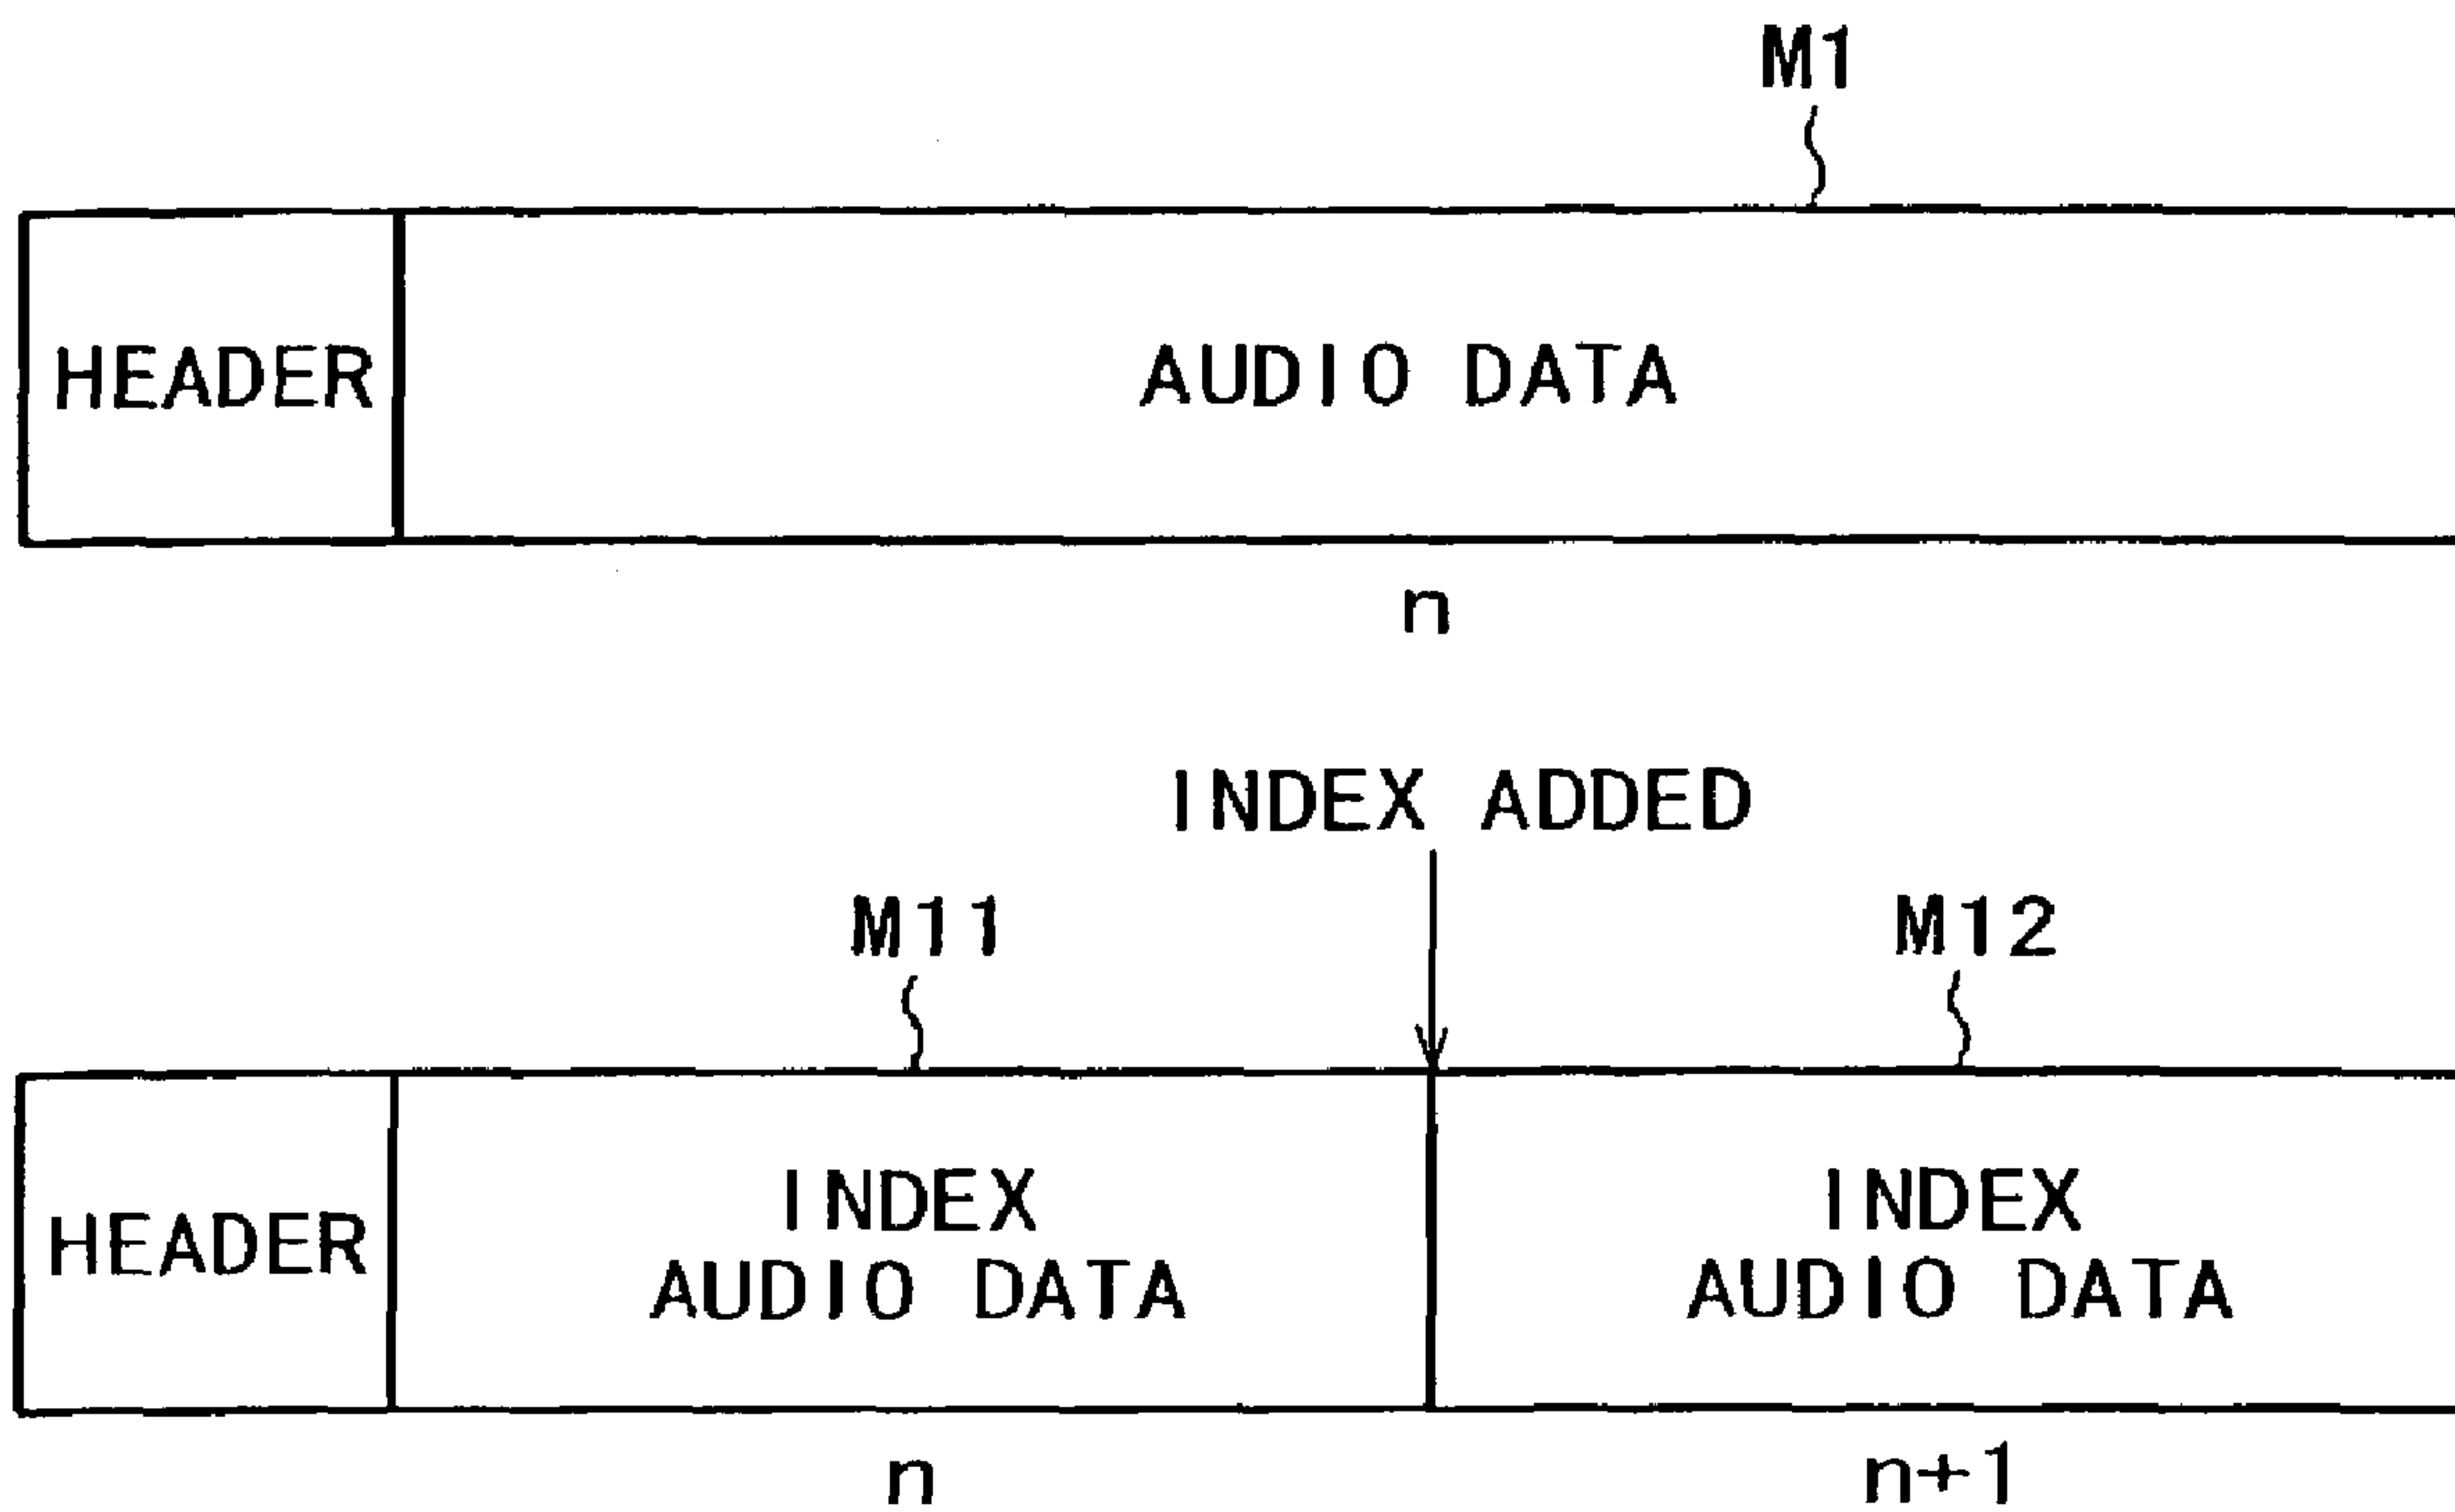 M1
HEADER
AUDIO DATA
n
INDEX ADDED
M11
M12
HEADER
INDEX
AUDIO DATA
INDEX
AUDIO DATA
n
n+1